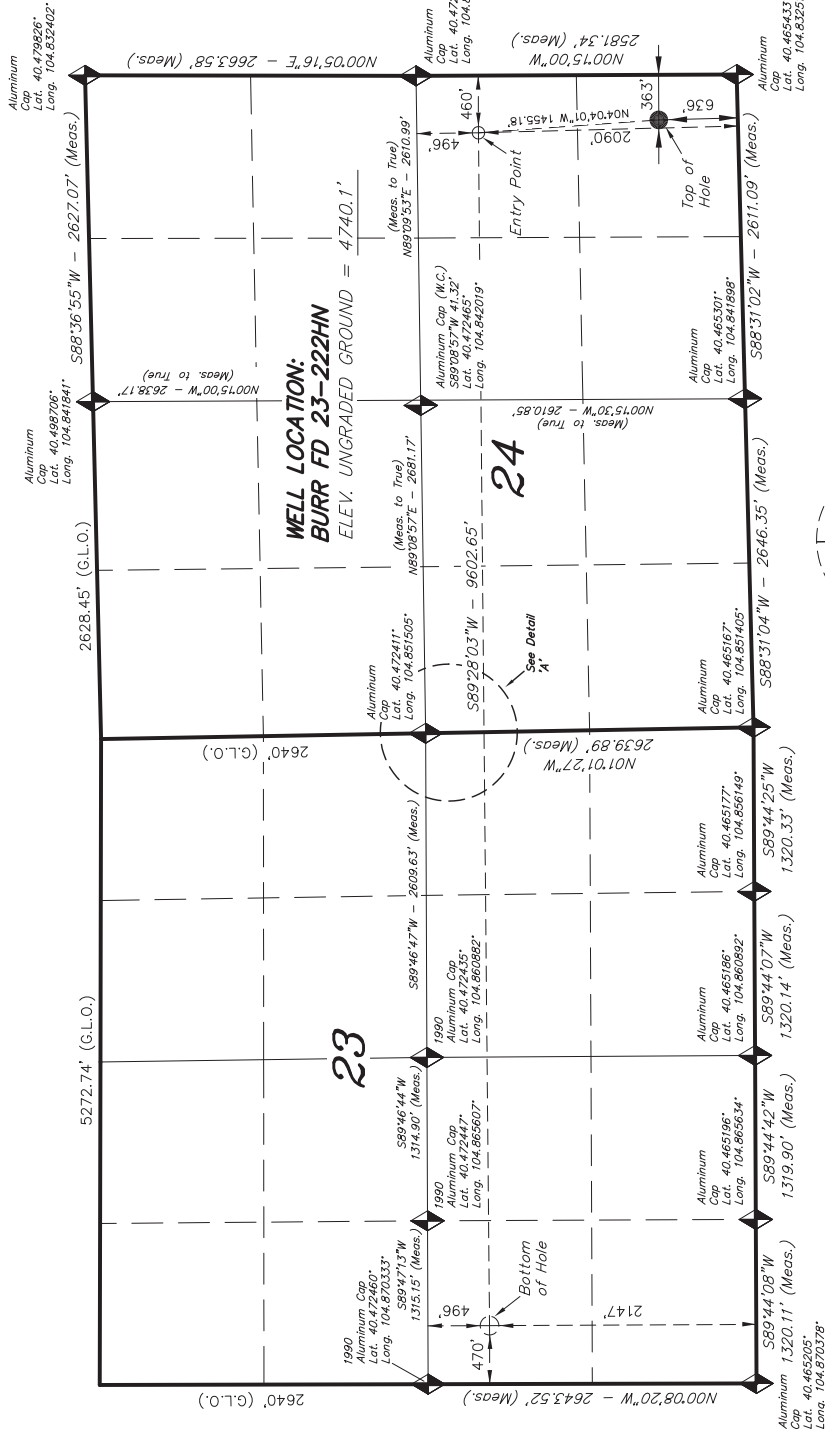 Aluminum
Cap
Lat. 40.479826°
Long. 104.832402°
S88°36'55"W – 2627.07' (Meas.)
Aluminum
Cap
Lat. 40.498706°
Long. 104.841841°
2628.45' (G.L.O.)
5272.74' (G.L.O.)
N00°05'16"E – 2663.58' (Meas.)
N00°15'00"W – 2638.17'
(Meas. to True)
WELL LOCATION:
BURR FD 23–222HN
ELEV. UNGRADED GROUND = 4740.1'
2640' (G.L.O.)
2640' (G.L.O.)
23
24
Aluminum
Cap
Lat. 40.472
(Meas. to True)
N89°09'53"E – 2610.99'
Aluminum Cap (W.C.)
S89°08'57"W 41.32'
Lat. 40.472465°
Long. 104.842019°
(Meas. to True)
N89°08'57"E – 2681.17'
Aluminum
Cap
Lat. 40.472411°
Long. 104.851505°
S89°46'47"W – 2609.63' (Meas.)
1990
Aluminum Cap
Lat. 40.472435°
Long. 104.860882°
S89°46'44"W
1314.90' (Meas.)
1990
Aluminum Cap
Lat. 40.472447°
Long. 104.865607°
S89°47'13"W
1315.15' (Meas.)
1990
Aluminum Cap
Lat. 40.472460°
Long. 104.870333°
460'
496'
Entry Point
S89°28'03"W – 9602.65'
See Detail
'A'
496'
470'
Bottom
of Hole
2147'
N00°15'00"W
2581.34' (Meas.)
N04°04'01"W 1455.18'
2090'
363'
636'
Top of
Hole
N00°15'30"W – 2610.85'
(Meas. to True)
N01°01'27"W
2639.89' (Meas.)
N00°08'20"W – 2643.52' (Meas.)
Aluminum
Cap
Lat. 40.465433
Long. 104.8325
S88°31'02"W – 2611.09' (Meas.)
Aluminum
Cap
Lat. 40.465301°
Long. 104.841898°
S88°31'04"W – 2646.35' (Meas.)
Aluminum
Cap
Lat. 40.465167°
Long. 104.851405°
S89°44'25"W
1320.33' (Meas.)
Aluminum
Cap
Lat. 40.465177°
Long. 104.856149°
S89°44'07"W
1320.14' (Meas.)
Aluminum
Cap
Lat. 40.465186°
Long. 104.860892°
S89°44'42"W
1319.90' (Meas.)
Aluminum
Cap
Lat. 40.465196°
Long. 104.865634°
S89°44'08"W
1320.11' (Meas.)
Aluminum
Cap
Lat. 40.465205°
Long. 104.870378°